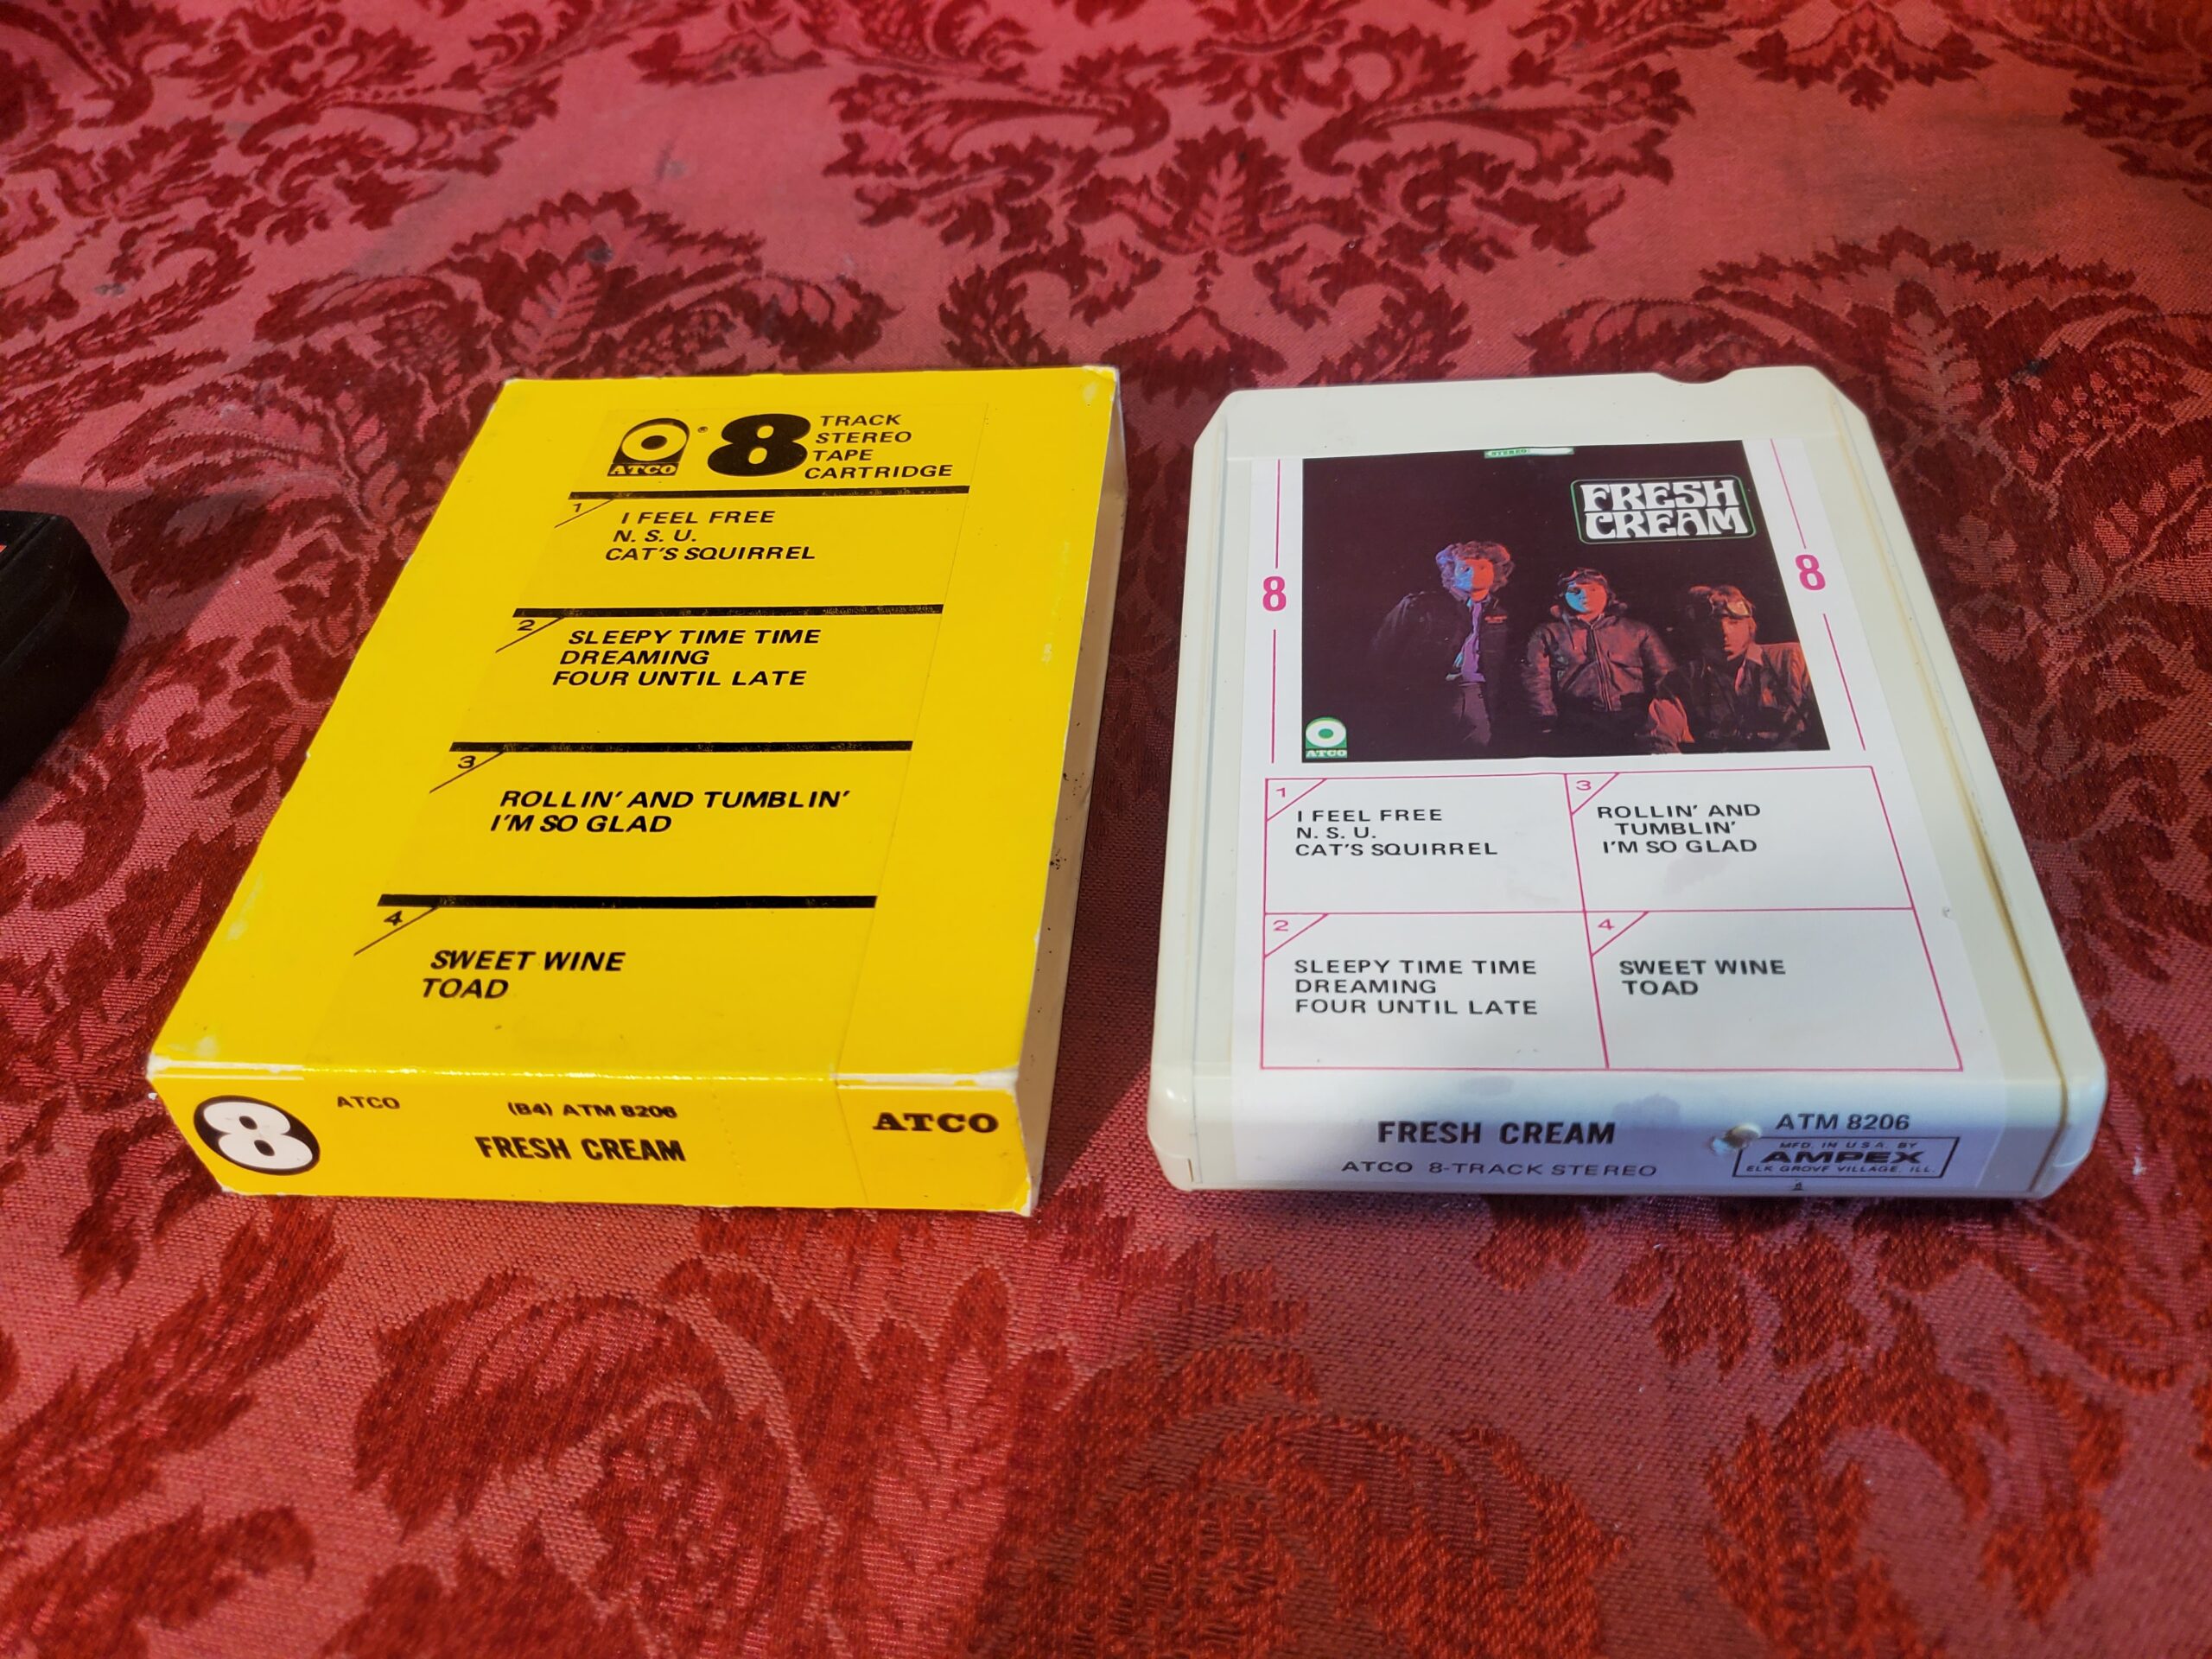 ATCO
®
8
TRACK
STEREO
TAPE
CARTRIDGE
1
I FEEL FREE
N. S. U.
CAT'S SQUIRREL
2
SLEEPY TIME TIME
DREAMING
FOUR UNTIL LATE
3
ROLLIN' AND TUMBLIN'
I'M SO GLAD
4
SWEET WINE
TOAD
8
ATCO
(B4) ATM 8206
FRESH CREAM
ATCO
STEREO
FRESH
CREAM
8
8
ATCO
1
I FEEL FREE
N. S. U.
CAT'S SQUIRREL
3
ROLLIN' AND
TUMBLIN'
I'M SO GLAD
2
SLEEPY TIME TIME
DREAMING
FOUR UNTIL LATE
4
SWEET WINE
TOAD
FRESH CREAM
ATCO 8-TRACK STEREO
ATM 8206
MFD. IN U.S.A. BY
AMPEX
ELK GROVE VILLAGE, ILL.